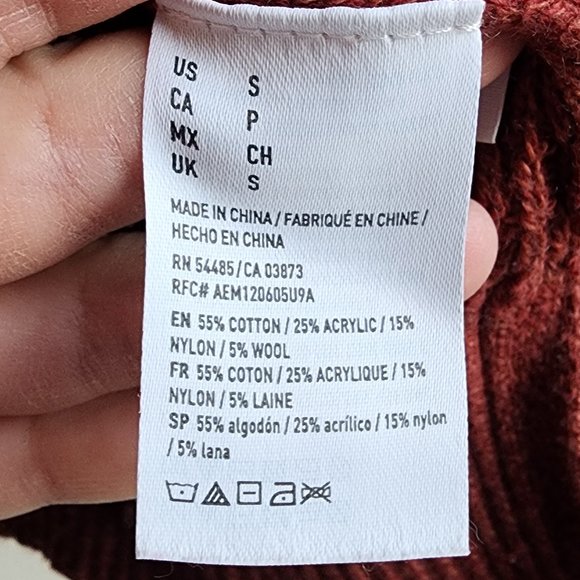 US S
CA P
MX CH
UK S
MADE IN CHINA / FABRIQUÉ EN CHINE /
HECHO EN CHINA
RN 54485/CA 03873
RFC# AEM120605U9A
EN 55% COTTON / 25% ACRYLIC / 15%
NYLON / 5% WOOL
FR 55% COTON / 25% ACRYLIQUE / 15%
NYLON / 5% LAINE
SP 55% algodón / 25% acrílico / 15% nylon
/ 5% lana